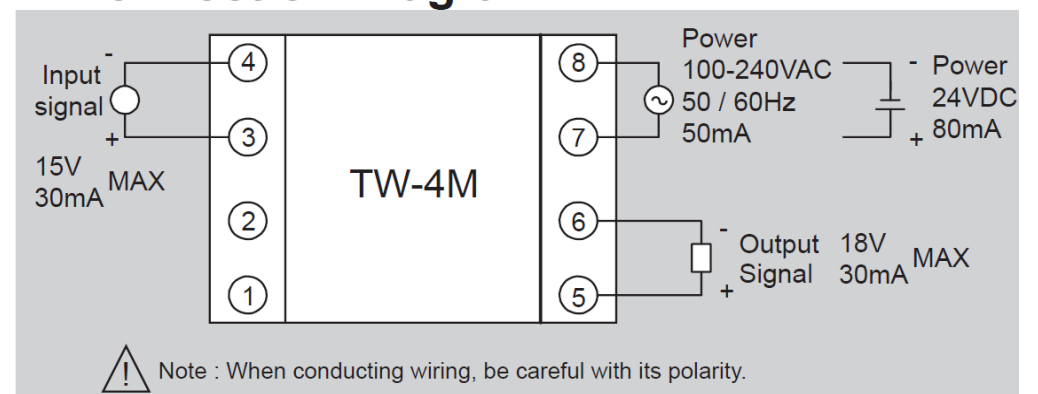 Input
signal
-
+
15V
30mA
MAX
4
3
2
1
TW-4M
8
7
6
5
Power
100-240VAC
50 / 60Hz
50mA
-
+
Power
24VDC
80mA
-
+
Output
Signal
18V
30mA
MAX
! Note : When conducting wiring, be careful with its polarity.